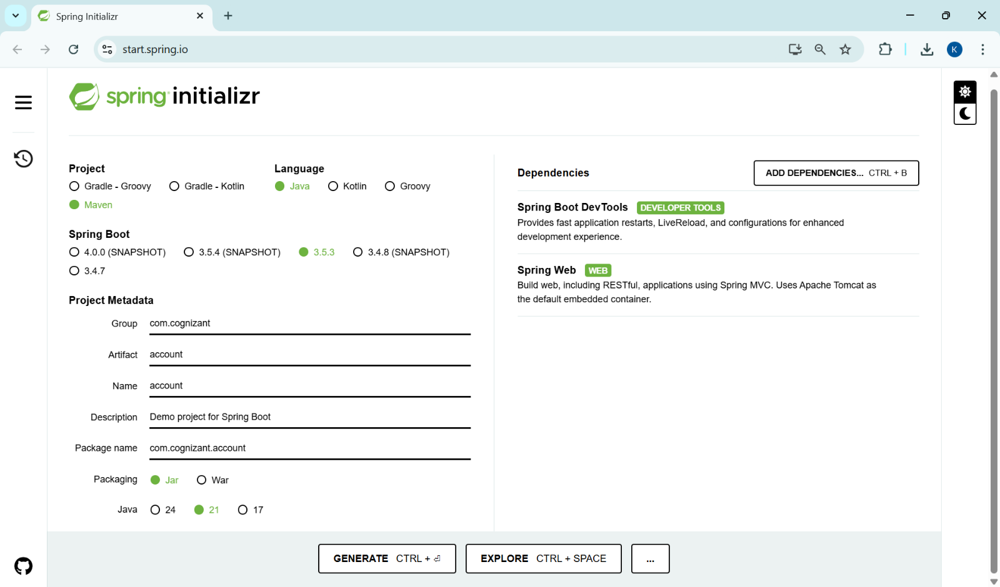 Spring Initializr
start.spring.io
K
spring initializr
Project
Gradle - Groovy Gradle - Kotlin
Maven
Language
Java Kotlin Groovy
Spring Boot
4.0.0 (SNAPSHOT) 3.5.4 (SNAPSHOT) 3.5.3 3.4.8 (SNAPSHOT)
3.4.7
Project Metadata
Group com.cognizant
Artifact account
Name account
Description Demo project for Spring Boot
Package name com.cognizant.account
Packaging Jar War
Java 24 21 17
Dependencies
ADD DEPENDENCIES... CTRL + B
Spring Boot DevTools DEVELOPER TOOLS
Provides fast application restarts, LiveReload, and configurations for enhanced
development experience.
Spring Web WEB
Build web, including RESTful, applications using Spring MVC. Uses Apache Tomcat as
the default embedded container.
GENERATE CTRL + ⏎
EXPLORE CTRL + SPACE
...